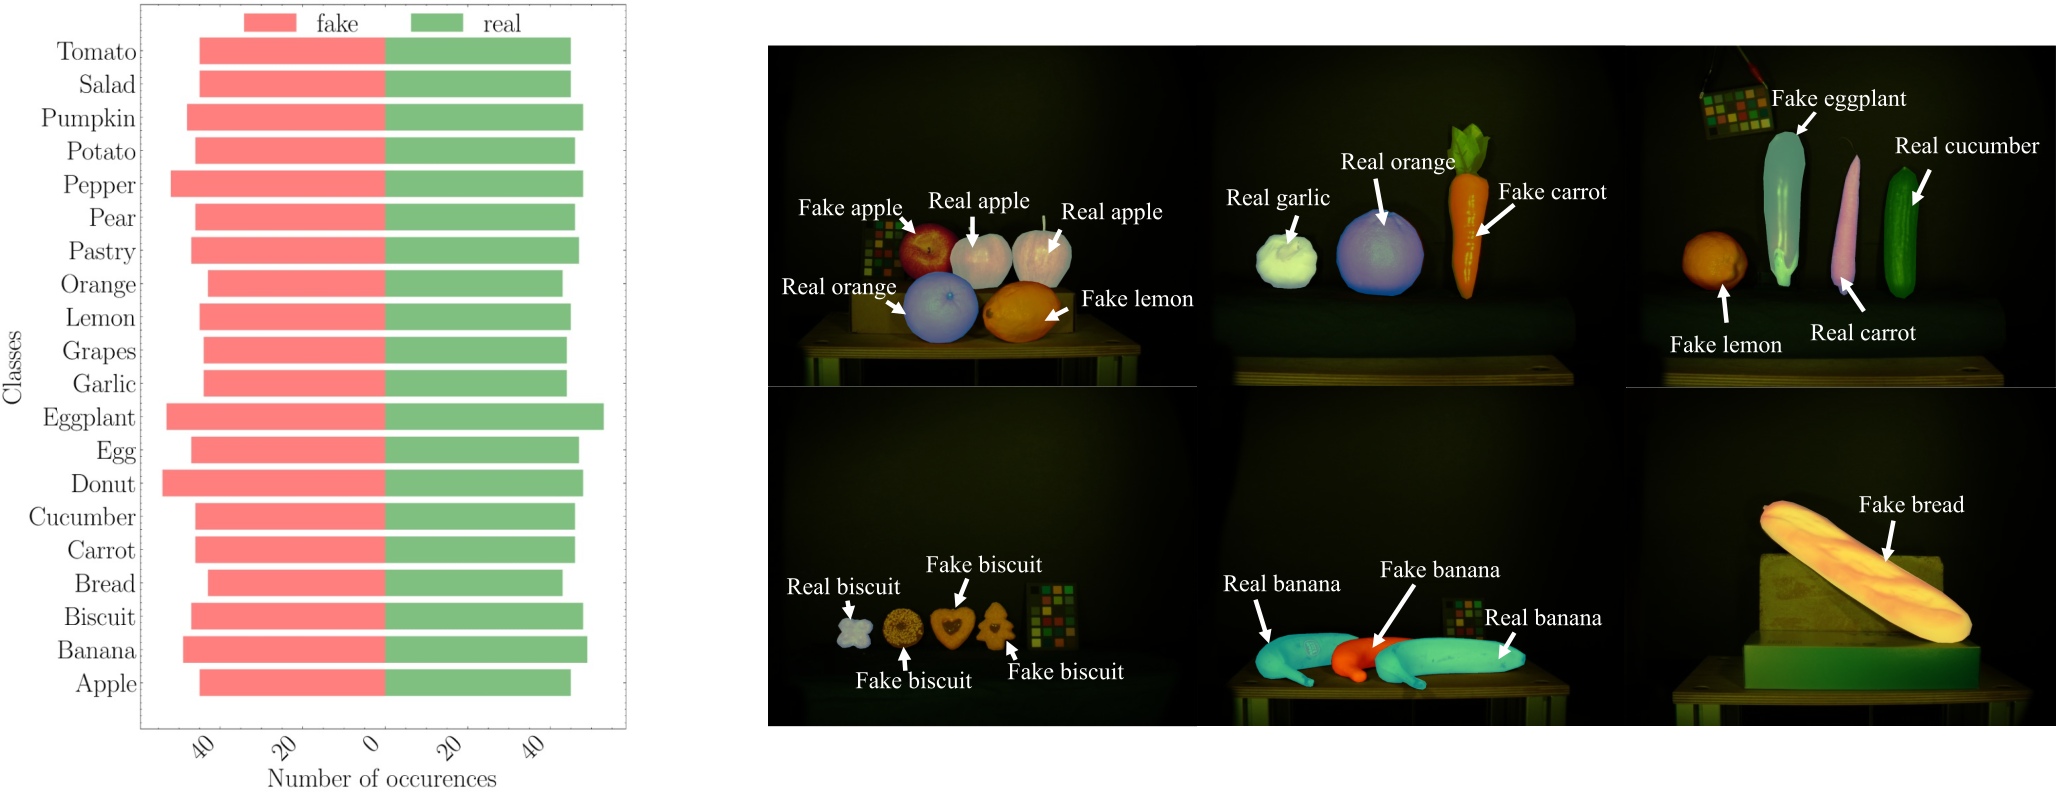 fake
real
Tomato
Salad
Pumpkin
Potato
Pepper
Pear
Pastry
Orange
Lemon
Grapes
Garlic
Eggplant
Egg
Donut
Cucumber
Carrot
Bread
Biscuit
Banana
Apple
Classes
40 20 0 20 40
Number of occurences
Fake apple
Real apple
Real apple
Real orange
Fake lemon
Real garlic
Real orange
Fake carrot
Fake eggplant
Real cucumber
Fake lemon
Real carrot
Real biscuit
Fake biscuit
Fake biscuit
Fake biscuit
Real banana
Fake banana
Real banana
Fake bread